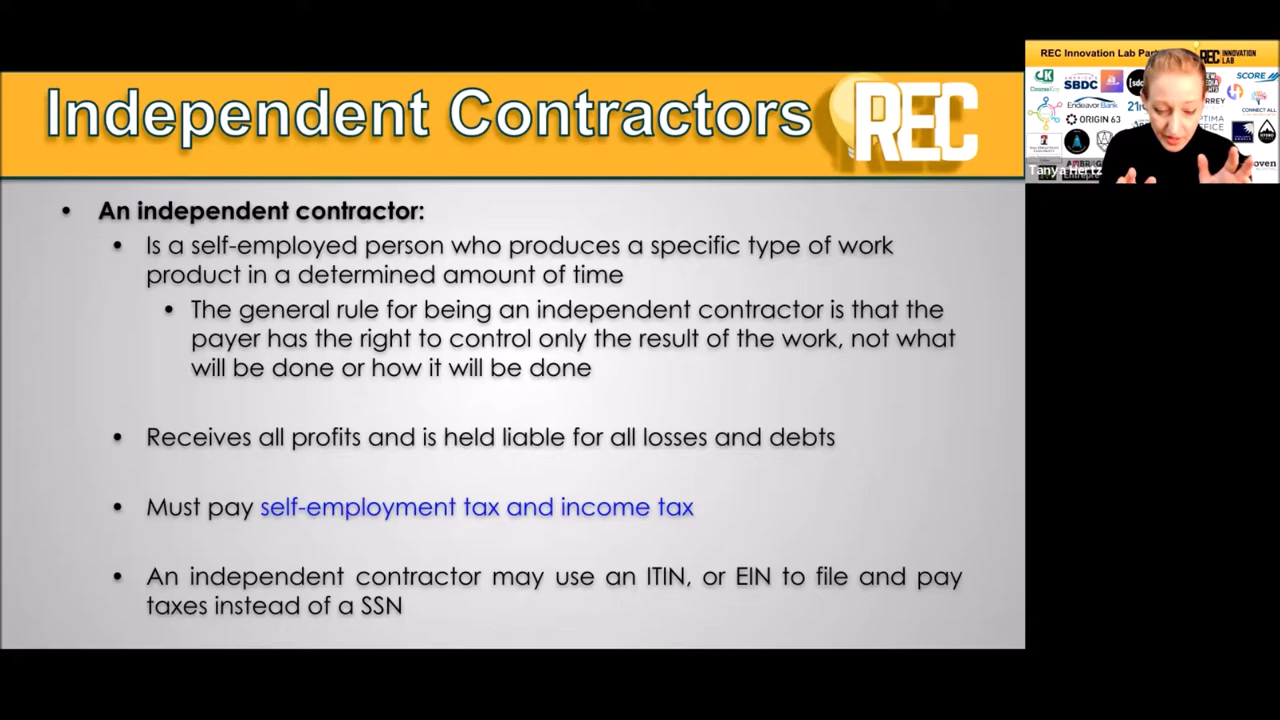 Independent Contractors
REC
• An independent contractor:
• Is a self-employed person who produces a specific type of work
product in a determined amount of time
• The general rule for being an independent contractor is that the
payer has the right to control only the result of the work, not what
will be done or how it will be done
• Receives all profits and is held liable for all losses and debts
• Must pay self-employment tax and income tax
• An independent contractor may use an ITIN, or EIN to file and pay
taxes instead of a SSN
REC Innovation Lab
REC INNOVATION
LAB
SBDC
SCORE
Endeavor Bank
ORIGIN 63
CONNECT ALL
Tanya Hertz